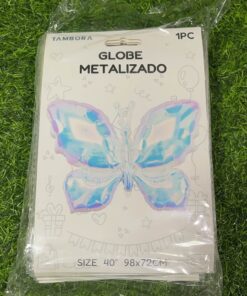 TAMBORA
1PC
GLOBE
METALIZADO
SIZE 40" 98x72CM